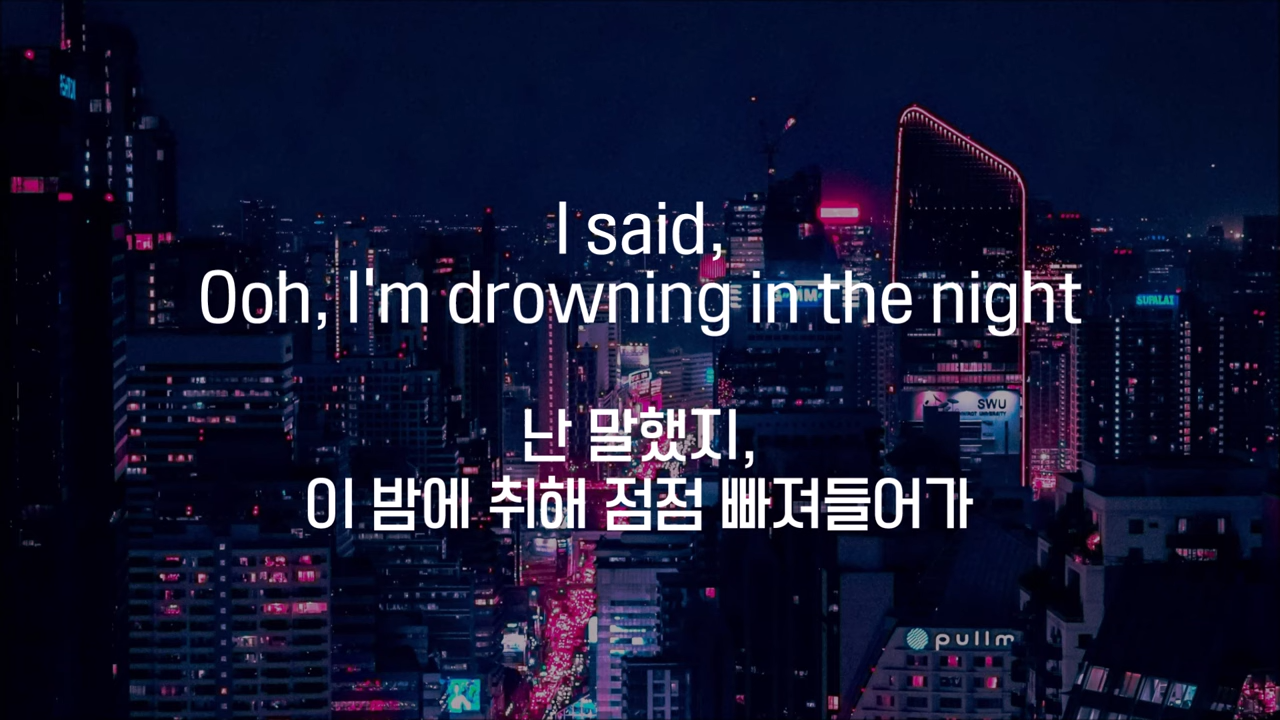 I said,
Ooh, I'm drowning in the night
난 말했지,
이 밤에 취해 점점 빠져들어가
SUPALAI
SWU
pullm